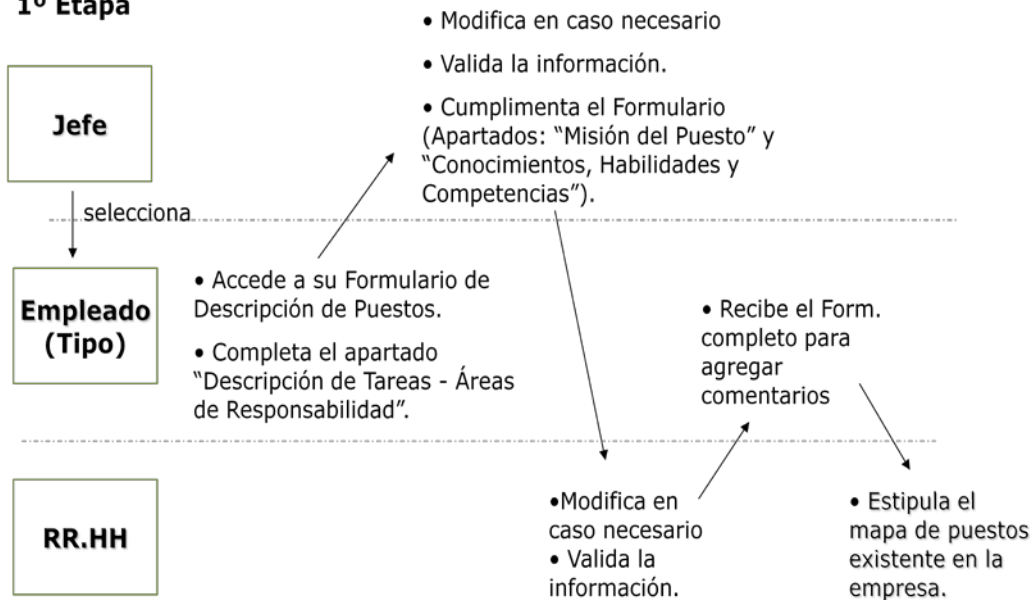 1º Etapa
• Modifica en caso necesario
• Valida la información.
• Cumplimenta el Formulario
(Apartados: “Misión del Puesto” y
“Conocimientos, Habilidades y
Competencias”).
Jefe
selecciona
Empleado
(Tipo)
• Accede a su Formulario de
Descripción de Puestos.
• Completa el apartado
“Descripción de Tareas - Áreas
de Responsabilidad”.
• Recibe el Form.
completo para
agregar
comentarios
RR.HH
•Modifica en
caso necesario
• Valida la
información.
• Estipula el
mapa de puestos
existente en la
empresa.